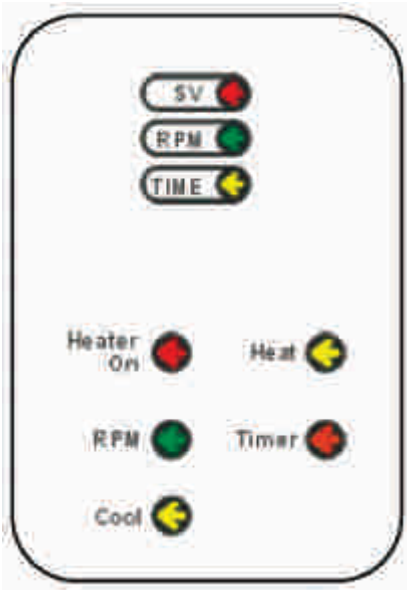 SV
RPM
TIME
Heater
On
Heat
RPM
Timer
Cool